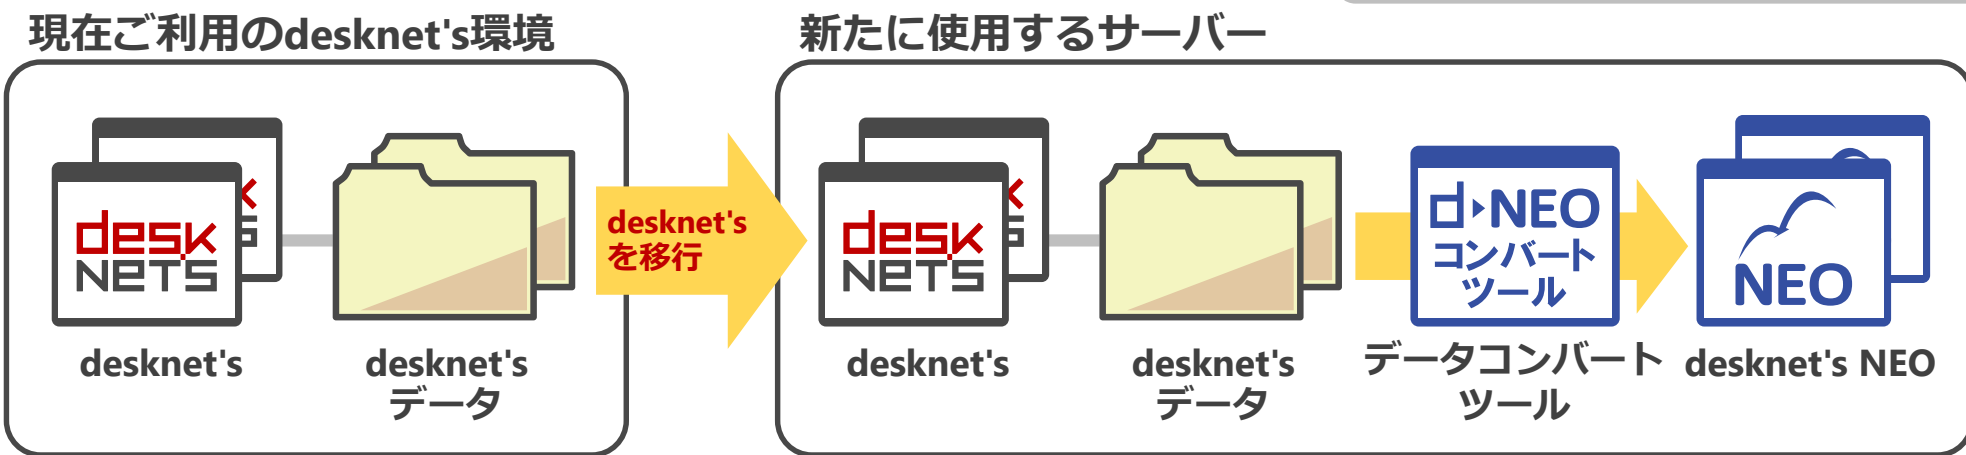 現在ご利用のdesknet's環境
desk
NETS
desknet's
desknet's
データ
desknet's
を移行
新たに使用するサーバー
desk
NETS
desknet's
desknet's
データ
d▸NEO
コンバート
ツール
データコンバート
ツール
NEO
desknet's NEO